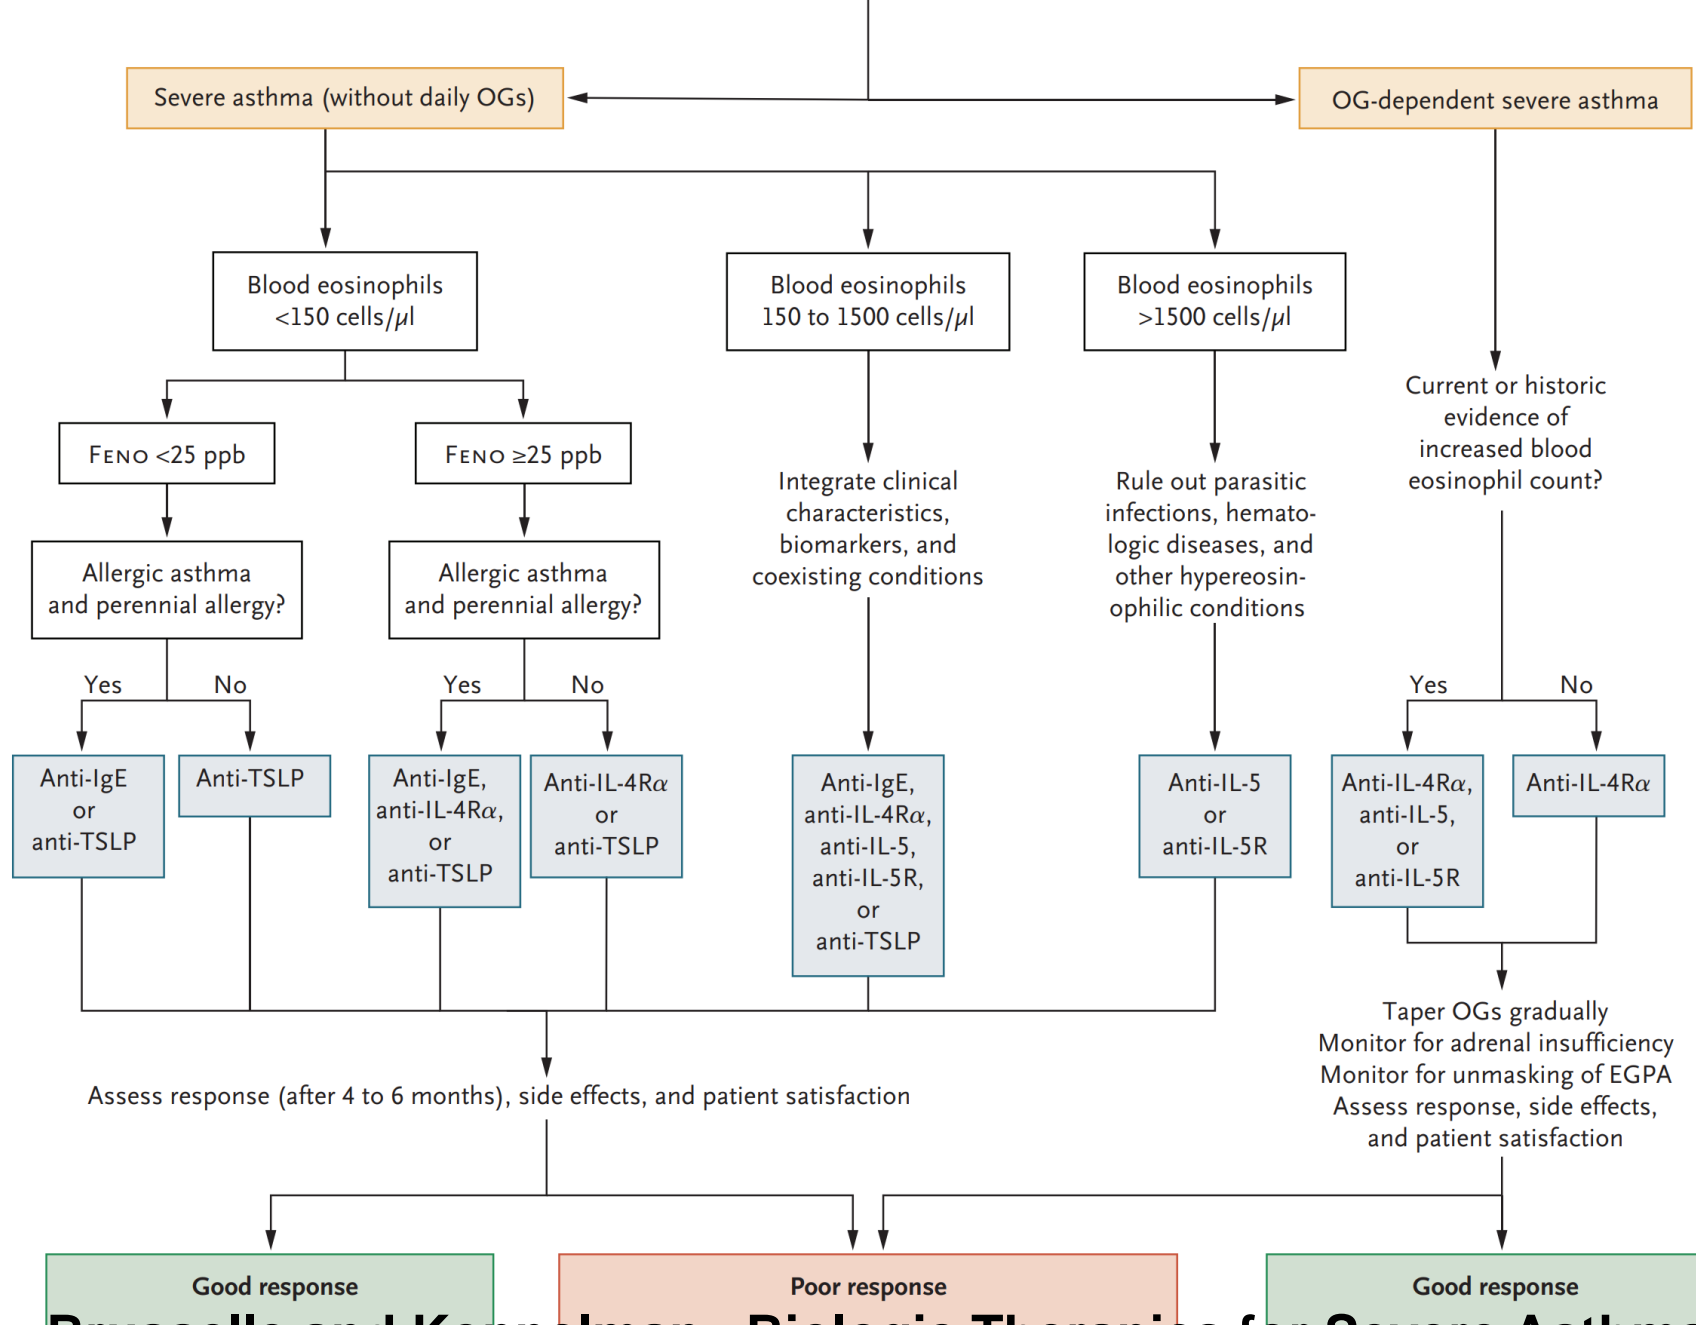 Severe asthma (without daily OGs)
OG-dependent severe asthma
Blood eosinophils
<150 cells/µl
Blood eosinophils
150 to 1500 cells/µl
Blood eosinophils
>1500 cells/µl
Current or historic
evidence of
increased blood
eosinophil count?
FENO <25 ppb
FENO ≥25 ppb
Integrate clinical
characteristics,
biomarkers, and
coexisting conditions
Rule out parasitic
infections, hemato-
logic diseases, and
other hypereosin-
ophilic conditions
Allergic asthma
and perennial allergy?
Allergic asthma
and perennial allergy?
Yes
No
Yes
No
Yes
No
Anti-IgE
or
anti-TSLP
Anti-TSLP
Anti-IgE,
anti-IL-4Rα,
or
anti-TSLP
Anti-IL-4Rα
or
anti-TSLP
Anti-IgE,
anti-IL-4Rα,
anti-IL-5,
anti-IL-5R,
or
anti-TSLP
Anti-IL-5
or
anti-IL-5R
Anti-IL-4Rα,
anti-IL-5,
or
anti-IL-5R
Anti-IL-4Rα
Taper OGs gradually
Monitor for adrenal insufficiency
Monitor for unmasking of EGPA
Assess response, side effects,
and patient satisfaction
Assess response (after 4 to 6 months), side effects, and patient satisfaction
Good response
Poor response
Good response
Brusselle and Koppelman Biologic Therapies for Severe Asthma